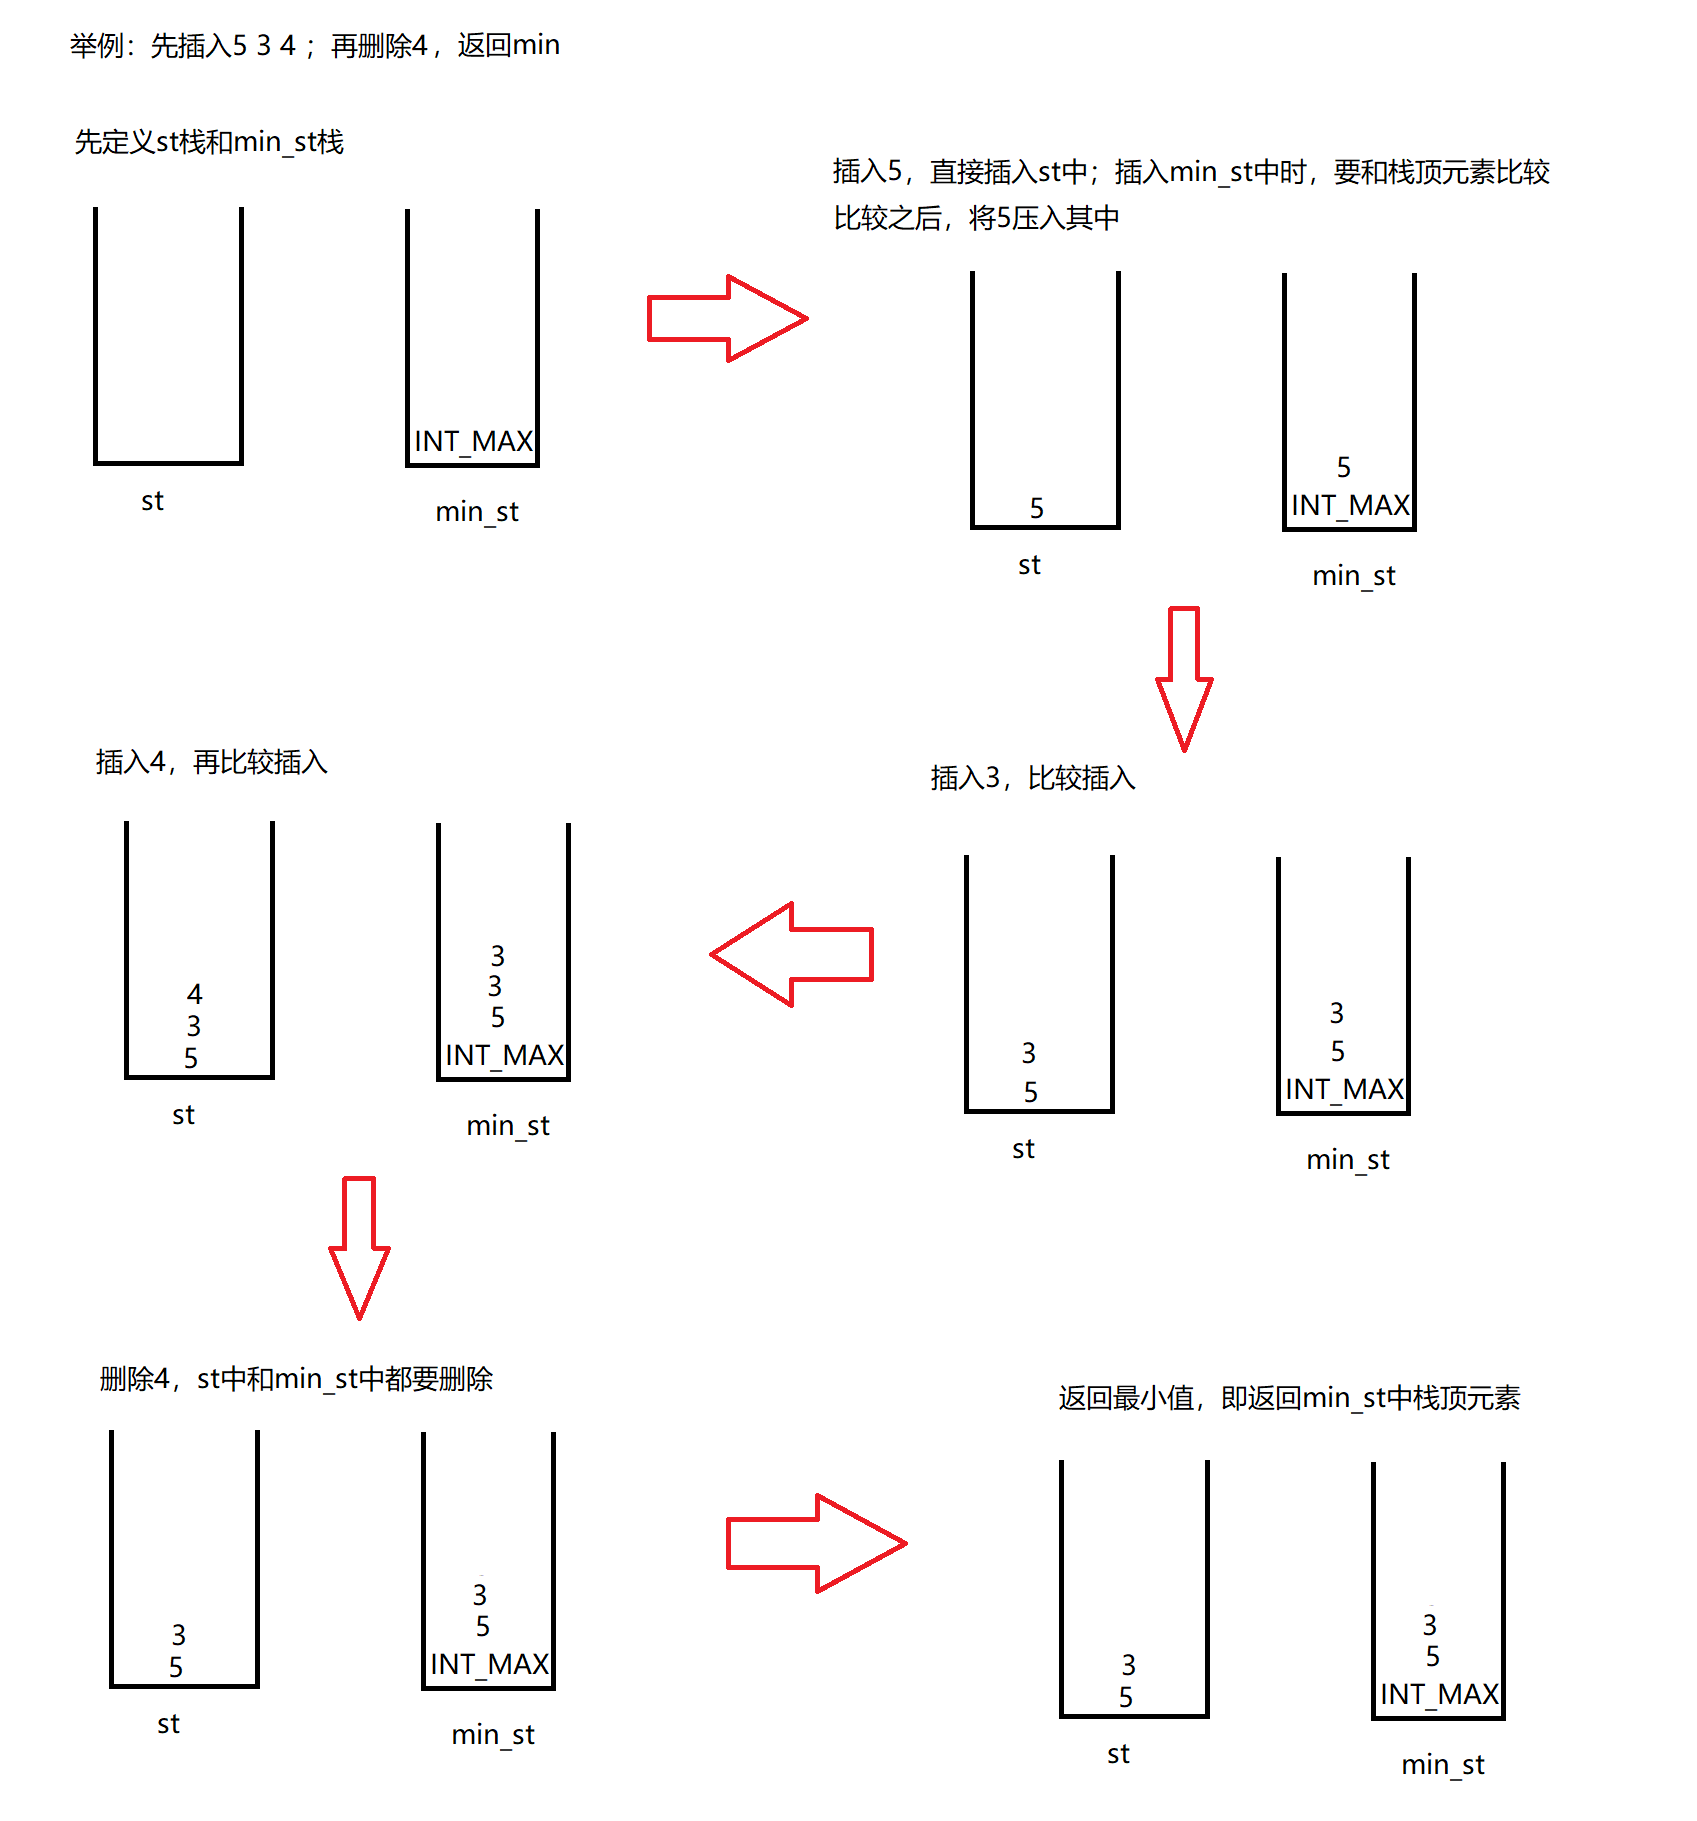 举例：先插入5 3 4 ；再删除4，返回min
先定义st栈和min_st栈
INT_MAX
st
min_st
插入5，直接插入st中；插入min_st中时，要和栈顶元素比较
比较之后，将5压入其中
5
5
INT_MAX
st
min_st
插入3，比较插入
3
5
3
5
INT_MAX
st
min_st
插入4，再比较插入
4
3
5
3
3
5
INT_MAX
st
min_st
删除4，st中和min_st中都要删除
3
5
3
5
INT_MAX
st
min_st
返回最小值，即返回min_st中栈顶元素
3
5
3
5
INT_MAX
st
min_st